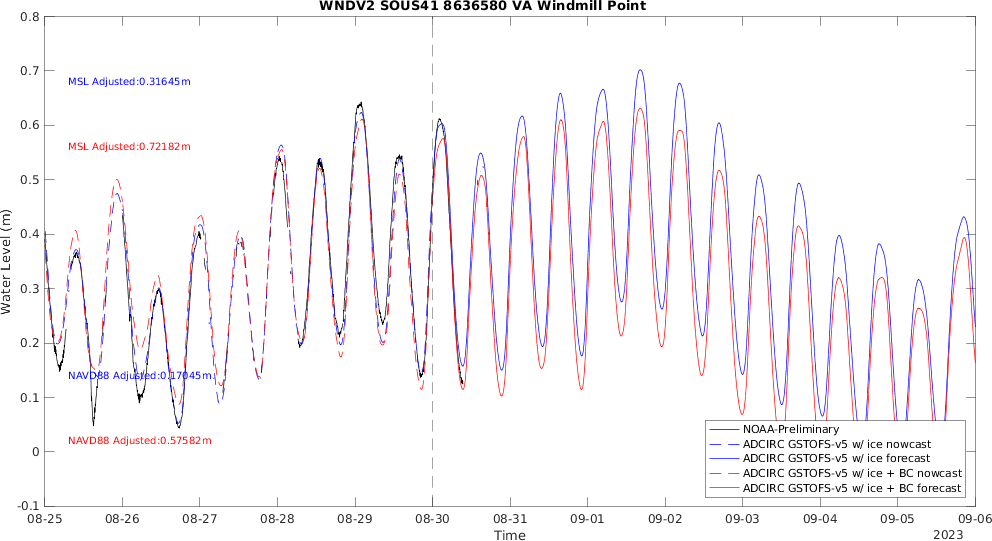 WNDV2 SOUS41 8636580 VA Windmill Point
0.8
0.7
0.6
0.5
0.4
0.3
0.2
0.1
0
-0.1
Water Level (m)
MSL Adjusted:0.31645m
MSL Adjusted:0.72182m
NAVD88 Adjusted:0.17045m
NAVD88 Adjusted:0.57582m
NOAA-Preliminary
ADCIRC GSTOFS-v5 w/ ice nowcast
ADCIRC GSTOFS-v5 w/ ice forecast
ADCIRC GSTOFS-v5 w/ ice + BC nowcast
ADCIRC GSTOFS-v5 w/ ice + BC forecast
08-25 08-26 08-27 08-28 08-29 08-30 08-31 09-01 09-02 09-03 09-04 09-05 09-06
Time
2023